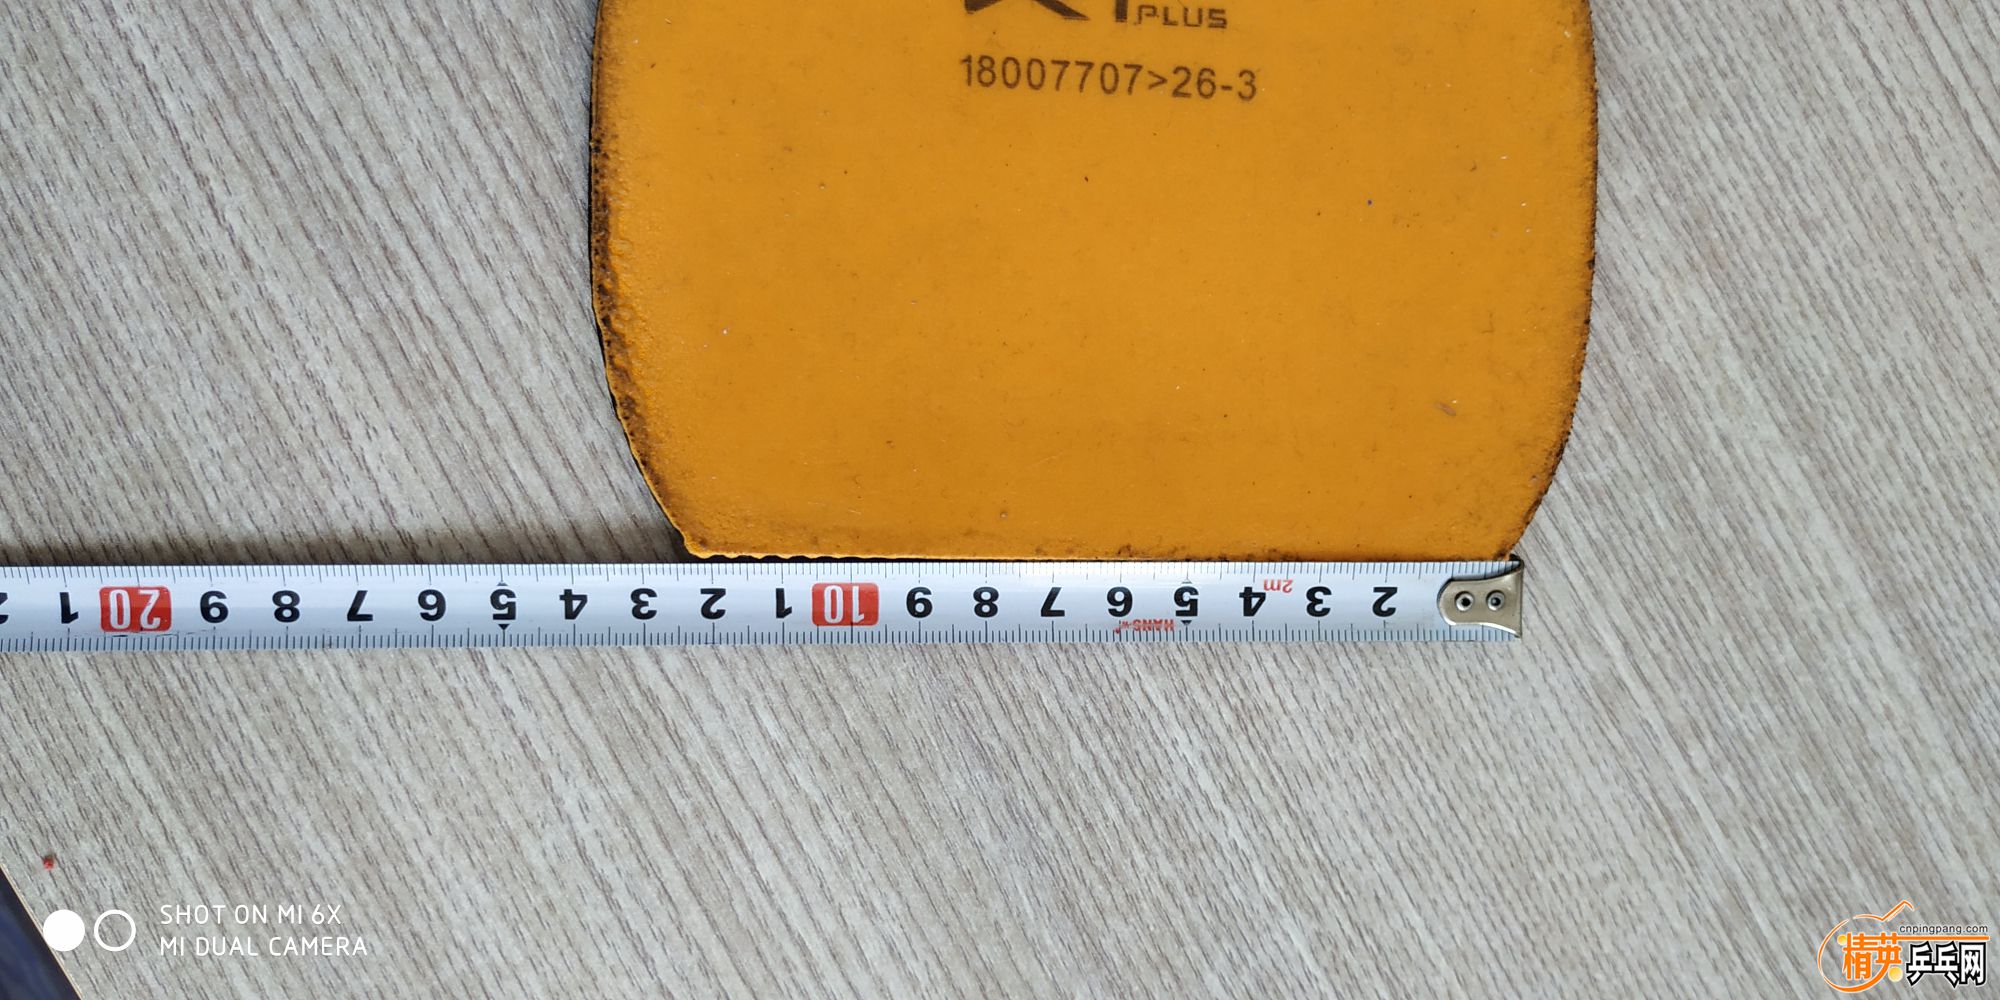 PLUS
18007707>26-3
2 1 20 9 8 7 6 5 4 3 2 1 10 9 8 7 6 5 4 3 2
2m
SHOT ON MI 6X
MI DUAL CAMERA
cnpingpang.com
精英乒乓网